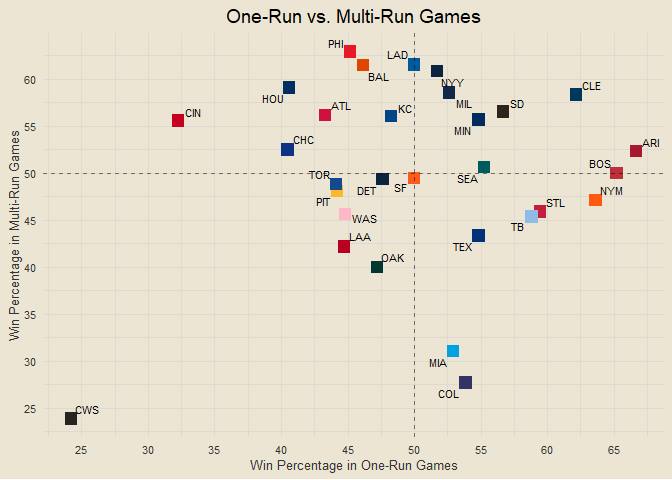 One-Run vs. Multi-Run Games
PHI
LAD
BAL
NYY
HOU
CLE
MIL
SD
CIN
ATL
KC
MIN
CHC
ARI
BOS
TOR
DET
SF
SEA
PIT
NYM
WAS
STL
TB
LAA
TEX
OAK
MIA
COL
CWS
60
55
50
45
40
35
30
25
Win Percentage in Multi-Run Games
25 30 35 40 45 50 55 60 65
Win Percentage in One-Run Games